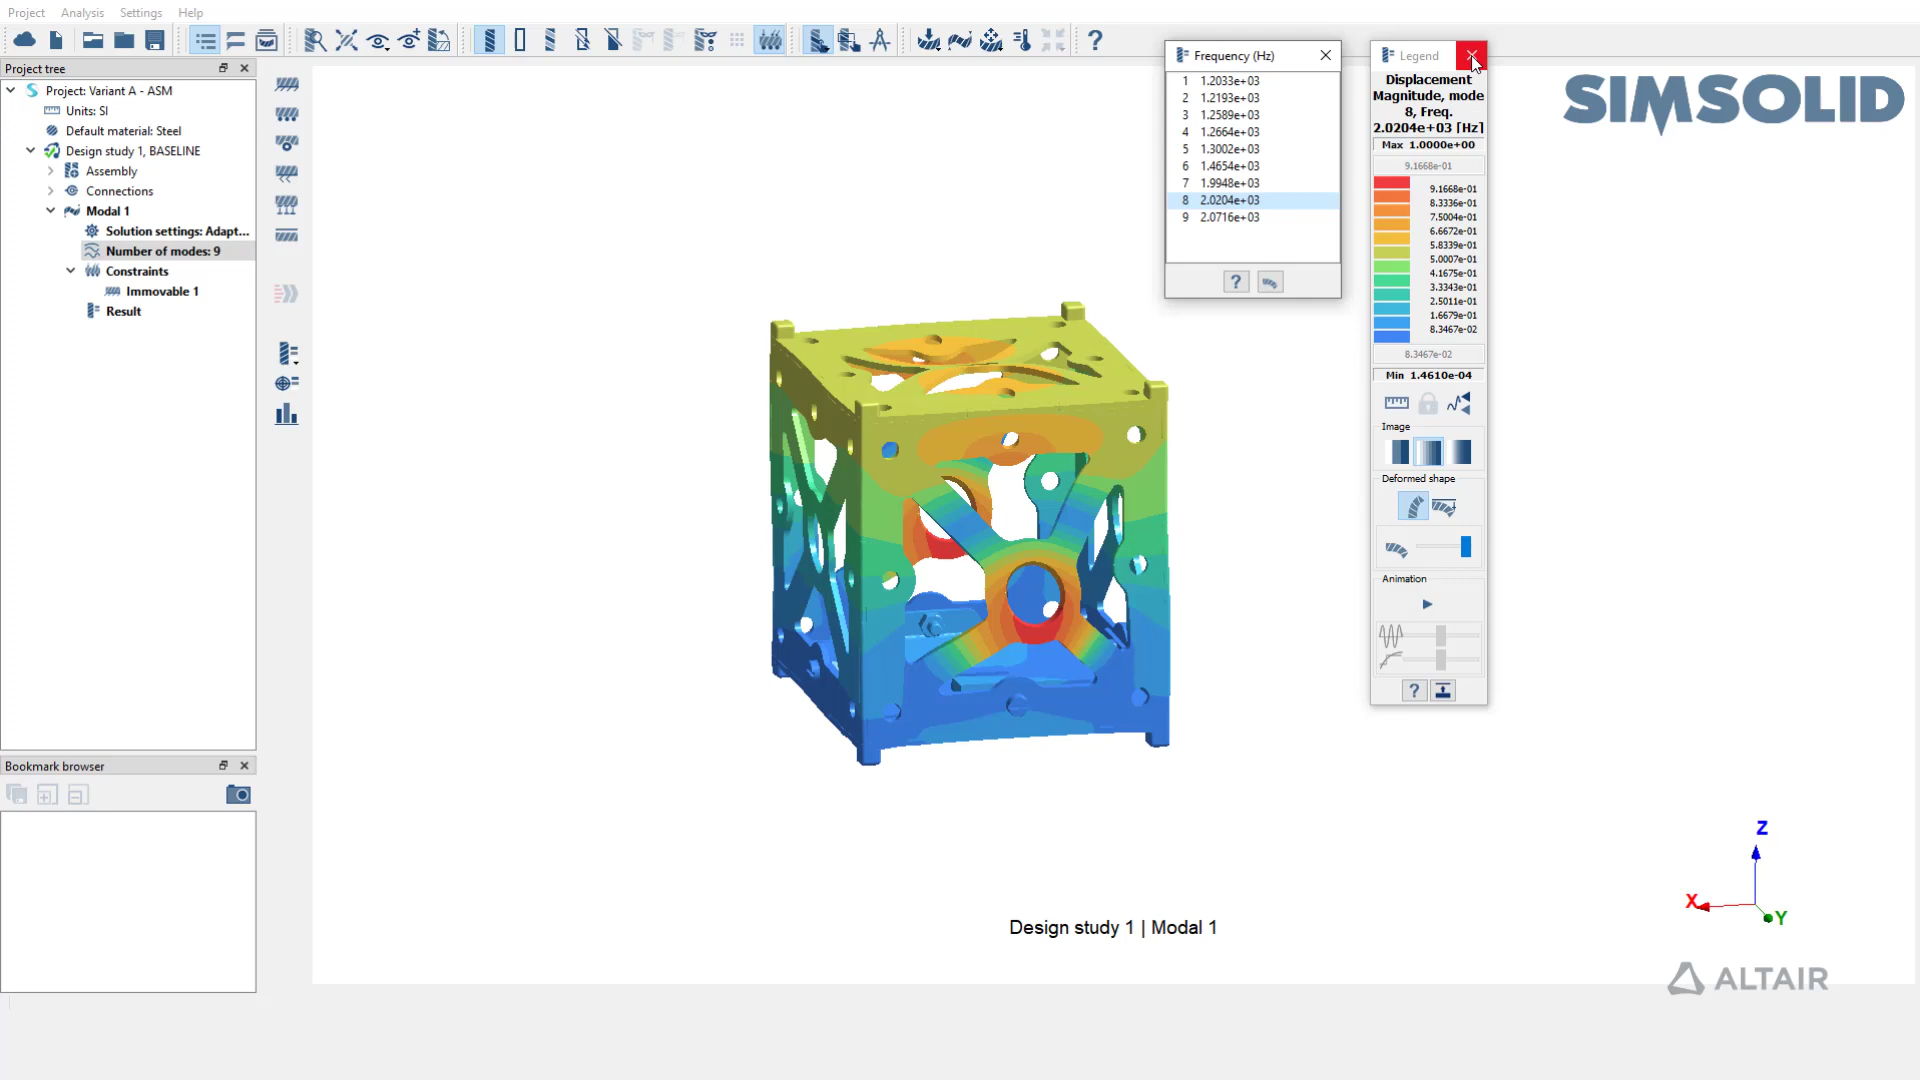 Project Analysis Settings Help
Project tree
Project: Variant A - ASM
Units: SI
Default material: Steel
Design study 1, BASELINE
Assembly
Connections
Modal 1
Solution settings: Adapt...
Number of modes: 9
Constraints
Immovable 1
Result
Bookmark browser
Frequency (Hz)
1 1.2033e+03
2 1.2193e+03
3 1.2589e+03
4 1.2664e+03
5 1.3002e+03
6 1.4654e+03
7 1.9948e+03
8 2.0204e+03
9 2.0716e+03
?
Legend
Displacement
Magnitude, mode
8, Freq.
2.0204e+03 [Hz]
Max 1.0000e+00
9.1668e-01
9.1668e-01
8.3336e-01
7.5004e-01
6.6672e-01
5.8339e-01
5.0007e-01
4.1675e-01
3.3343e-01
2.5011e-01
1.6679e-01
8.3467e-02
8.3467e-02
Min 1.4610e-04
Image
Deformed shape
Animation
?
SIMSOLID
Z
X
Y
Design study 1 | Modal 1
ALTAIR